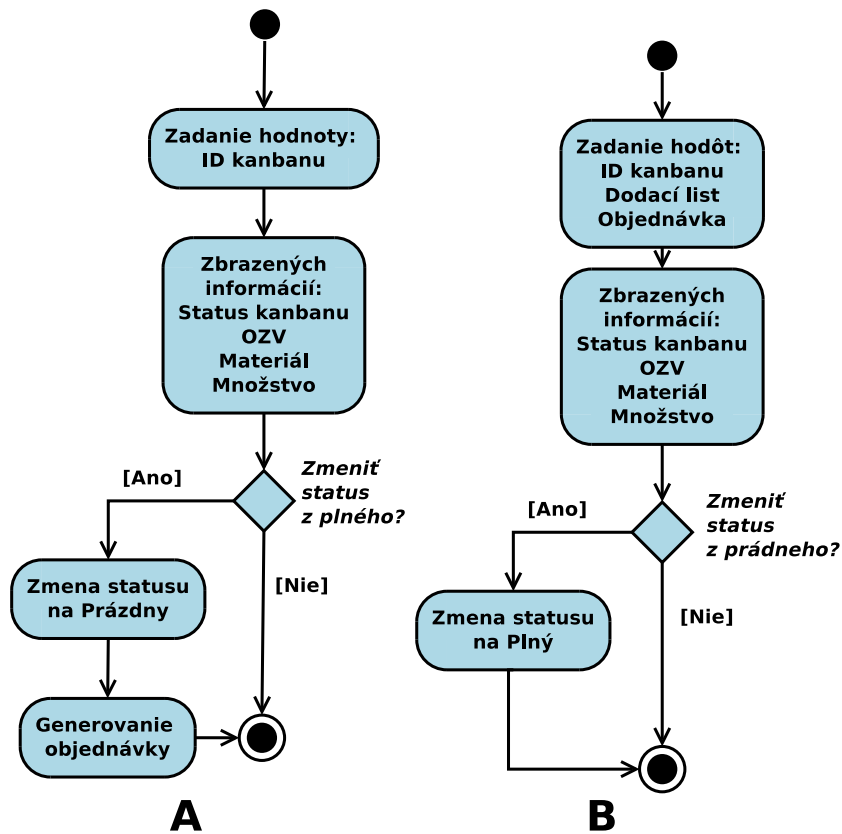 Zadanie hodnoty:
ID kanbanu
Zbrazených
informácií:
Status kanbanu
OZV
Materiál
Množstvo
[Ano]
Zmeniť
status
z plného?
Zmena statusu
na Prázdny
[Nie]
Generovanie
objednávky
A
Zadanie hodôt:
ID kanbanu
Dodací list
Objednávka
Zbrazených
informácií:
Status kanbanu
OZV
Materiál
Množstvo
[Ano]
Zmeniť
status
z prádneho?
Zmena statusu
na Plný
[Nie]
B